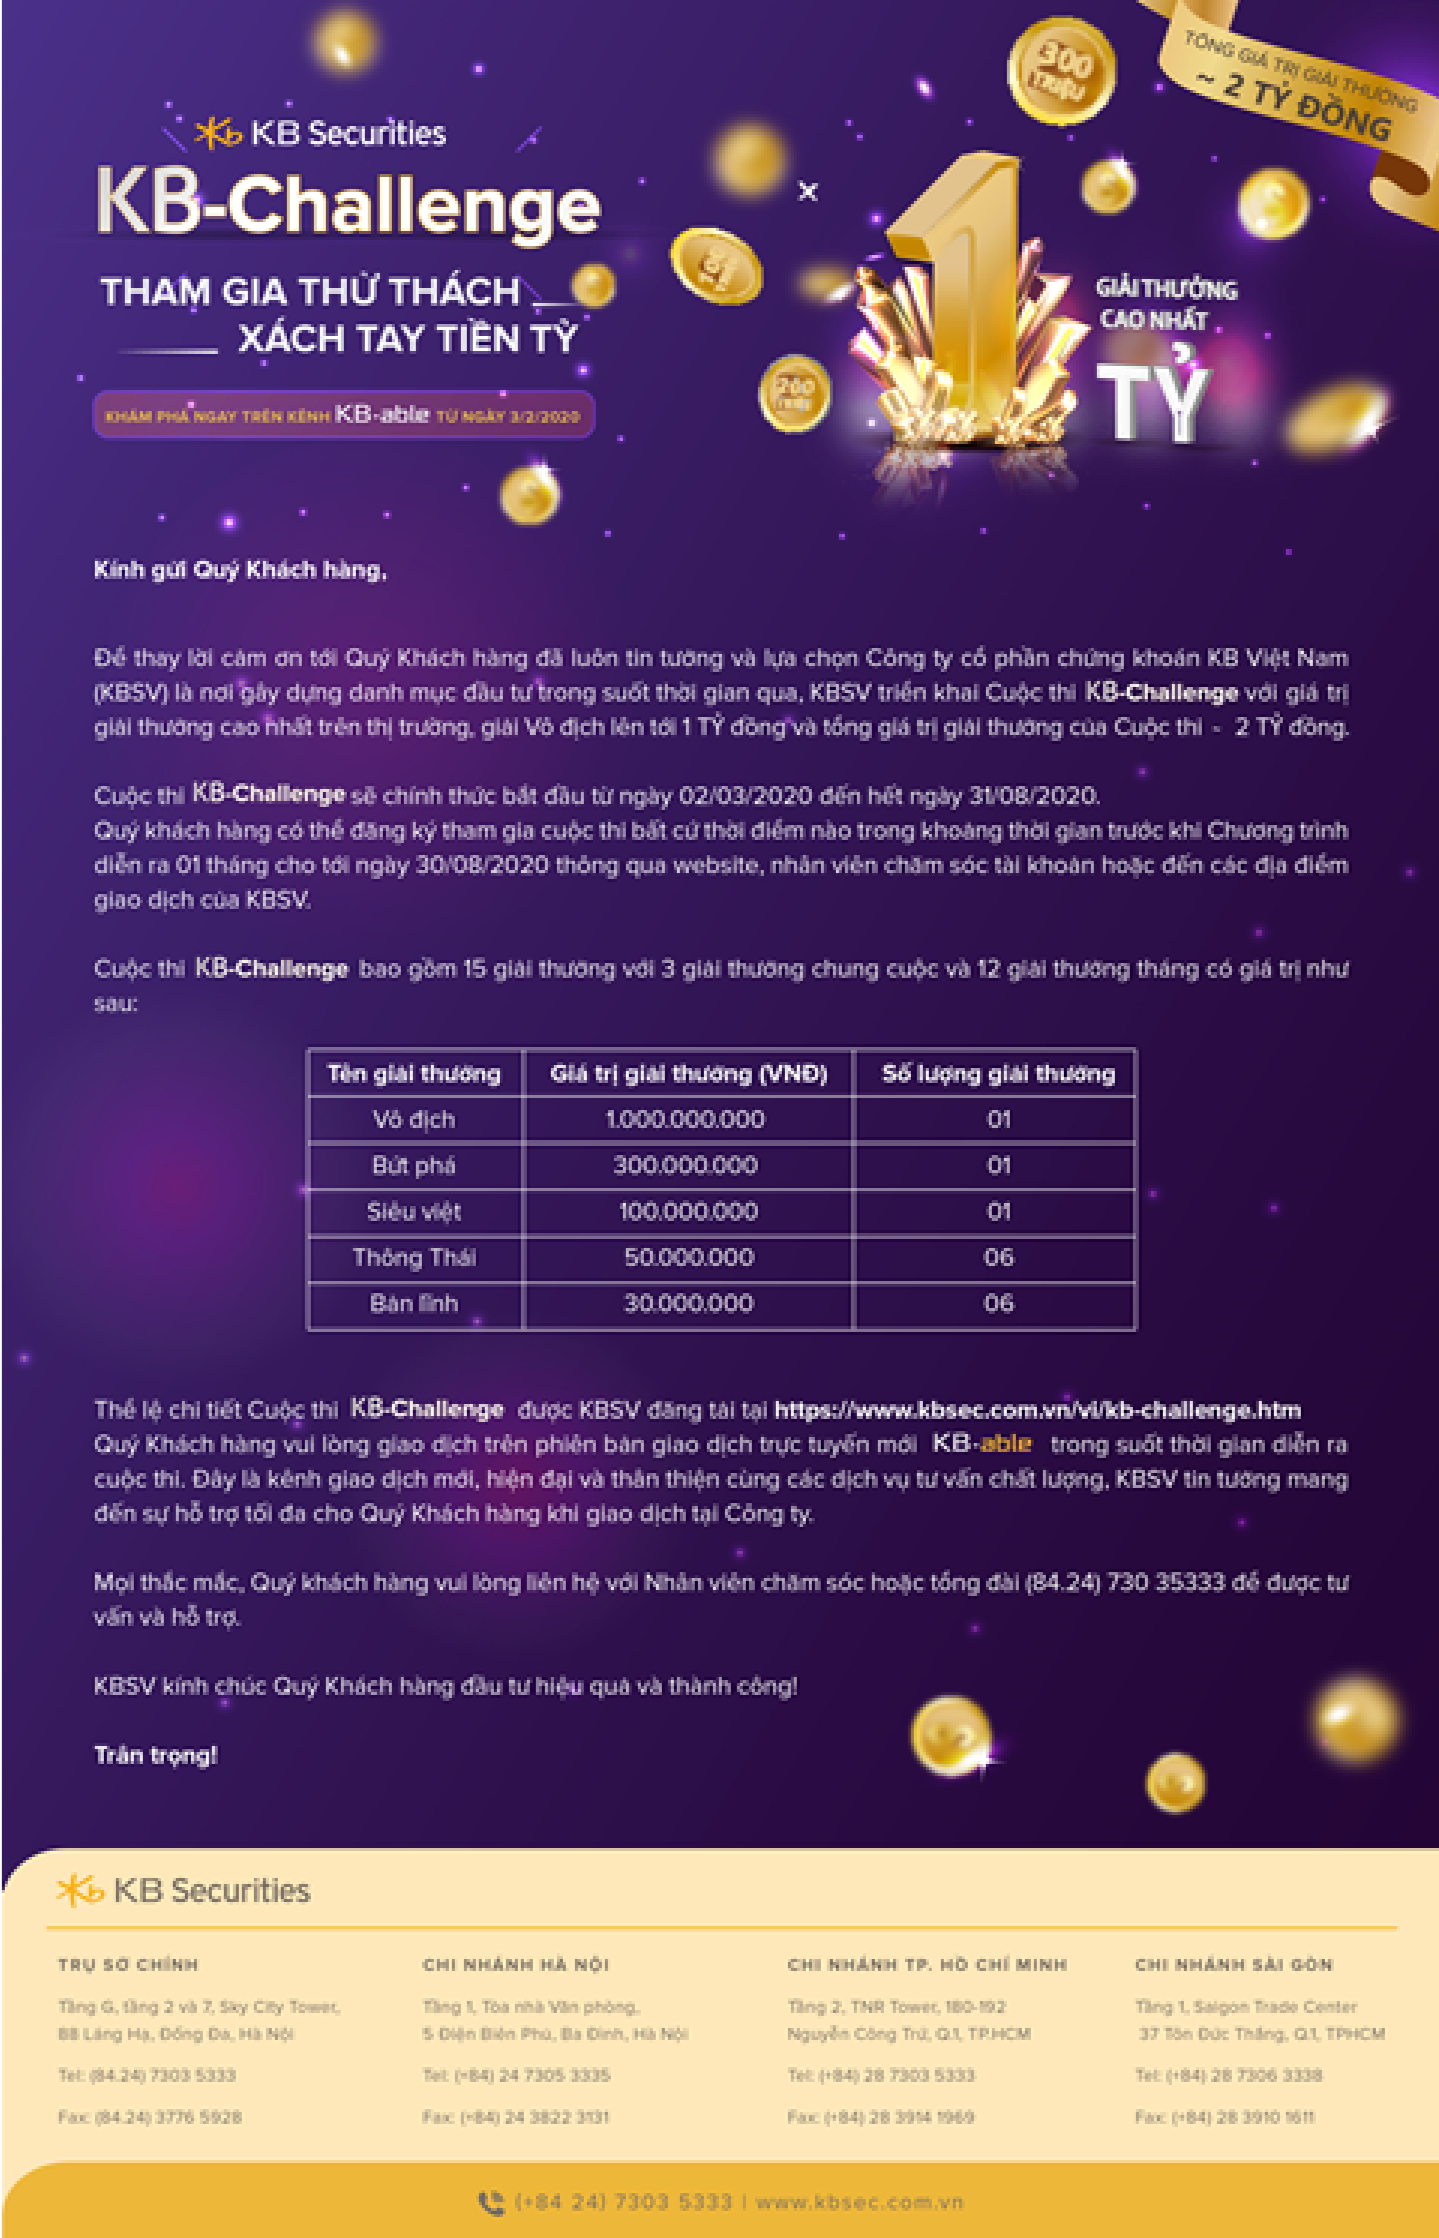 TỔNG GIÁ TRỊ GIẢI THƯỞNG
~ 2 TỶ ĐỒNG
300
triệu
KB Securities
KB-Challenge
THAM GIA THỬ THÁCH
XÁCH TAY TIỀN TỶ
KHÁM PHÁ NGAY TRÊN KÊNH KB-able TỪ NGÀY 3/2/2020
1
GIẢI THƯỞNG
CAO NHẤT
TỶ
200
triệu
Kính gửi Quý Khách hàng,
Để thay lời cảm ơn tới Quý Khách hàng đã luôn tin tưởng và lựa chọn Công ty cổ phần chứng khoán KB Việt Nam
(KBSV) là nơi gây dựng danh mục đầu tư trong suốt thời gian qua, KBSV triển khai Cuộc thi KB-Challenge với giá trị
giải thưởng cao nhất trên thị trường, giải Vô địch lên tới 1 TỶ đồng và tổng giá trị giải thưởng của Cuộc thi ~ 2 TỶ đồng.
Cuộc thi KB-Challenge sẽ chính thức bắt đầu từ ngày 02/03/2020 đến hết ngày 31/08/2020.
Quý khách hàng có thể đăng ký tham gia cuộc thi bất cứ thời điểm nào trong khoảng thời gian trước khi Chương trình
diễn ra 01 tháng cho tới ngày 30/08/2020 thông qua website, nhân viên chăm sóc tài khoản hoặc đến các địa điểm
giao dịch của KBSV.
Cuộc thi KB-Challenge bao gồm 15 giải thưởng với 3 giải thưởng chung cuộc và 12 giải thưởng tháng có giá trị như
sau:
Tên giải thưởng Giá trị giải thưởng (VNĐ) Số lượng giải thưởng
Vô địch 1.000.000.000 01
Bứt phá 300.000.000 01
Siêu việt 100.000.000 01
Thông Thái 50.000.000 06
Bản lĩnh 30.000.000 06
Thể lệ chi tiết Cuộc thi KB-Challenge được KBSV đăng tải tại https://www.kbsec.com.vn/vi/kb-challenge.htm
Quý Khách hàng vui lòng giao dịch trên phiên bản giao dịch trực tuyến mới KB-able trong suốt thời gian diễn ra
cuộc thi. Đây là kênh giao dịch mới, hiện đại và thân thiện cùng các dịch vụ tư vấn chất lượng, KBSV tin tưởng mang
đến sự hỗ trợ tối đa cho Quý Khách hàng khi giao dịch tại Công ty.
Mọi thắc mắc, Quý khách hàng vui lòng liên hệ với Nhân viên chăm sóc hoặc tổng đài (84.24) 730 35333 để được tư
vấn và hỗ trợ.
KBSV kính chúc Quý Khách hàng đầu tư hiệu quả và thành công!
Trân trọng!
KB Securities
TRỤ SỞ CHÍNH
Tầng G, tầng 2 và 7, Sky City Tower,
88 Láng Hạ, Đống Đa, Hà Nội
Tel: (84.24) 7303 5333
Fax: (84.24) 3776 5928
CHI NHÁNH HÀ NỘI
Tầng 1, Tòa nhà Văn phòng,
5 Điện Biên Phủ, Ba Đình, Hà Nội
Tel: (+84) 24 7305 3335
Fax: (+84) 24 3822 3131
CHI NHÁNH TP. HỒ CHÍ MINH
Tầng 2, TNR Tower, 180-192
Nguyễn Công Trứ, Q.1, TP.HCM
Tel: (+84) 28 7303 5333
Fax: (+84) 28 3914 1969
CHI NHÁNH SÀI GÒN
Tầng 1, Saigon Trade Center
37 Tôn Đức Thắng, Q.1, TPHCM
Tel: (+84) 28 7306 3338
Fax: (+84) 28 3910 1611
(+84 24) 7303 5333 | www.kbsec.com.vn